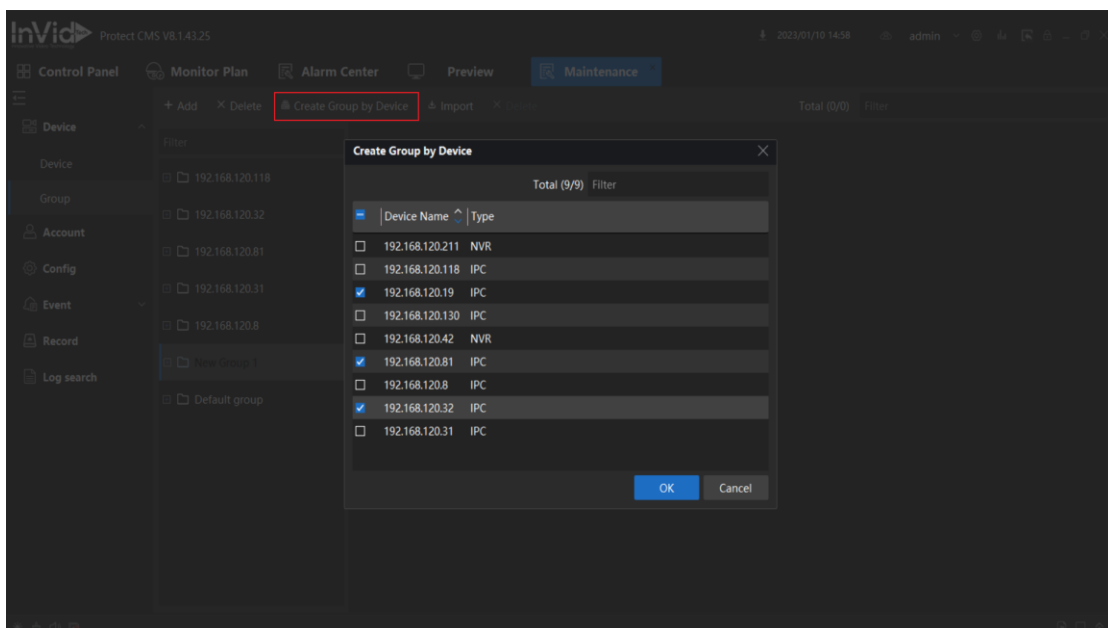 InVid Protect CMS V8.1.43.25 2023/01/10 14:58 admin
Control Panel Monitor Plan Alarm Center Preview Maintenance
+ Add × Delete Create Group by Device Import Total (0/0) Filter
Device
Device
Group
Account
Config
Event
Record
Log search
Filter
192.168.120.118
192.168.120.32
192.168.120.81
192.168.120.31
192.168.120.8
New Group 1
Default group
Create Group by Device
Total (9/9) Filter
Device Name Type
192.168.120.211 NVR
192.168.120.118 IPC
192.168.120.19 IPC
192.168.120.130 IPC
192.168.120.42 NVR
192.168.120.81 IPC
192.168.120.8 IPC
192.168.120.32 IPC
192.168.120.31 IPC
OK Cancel